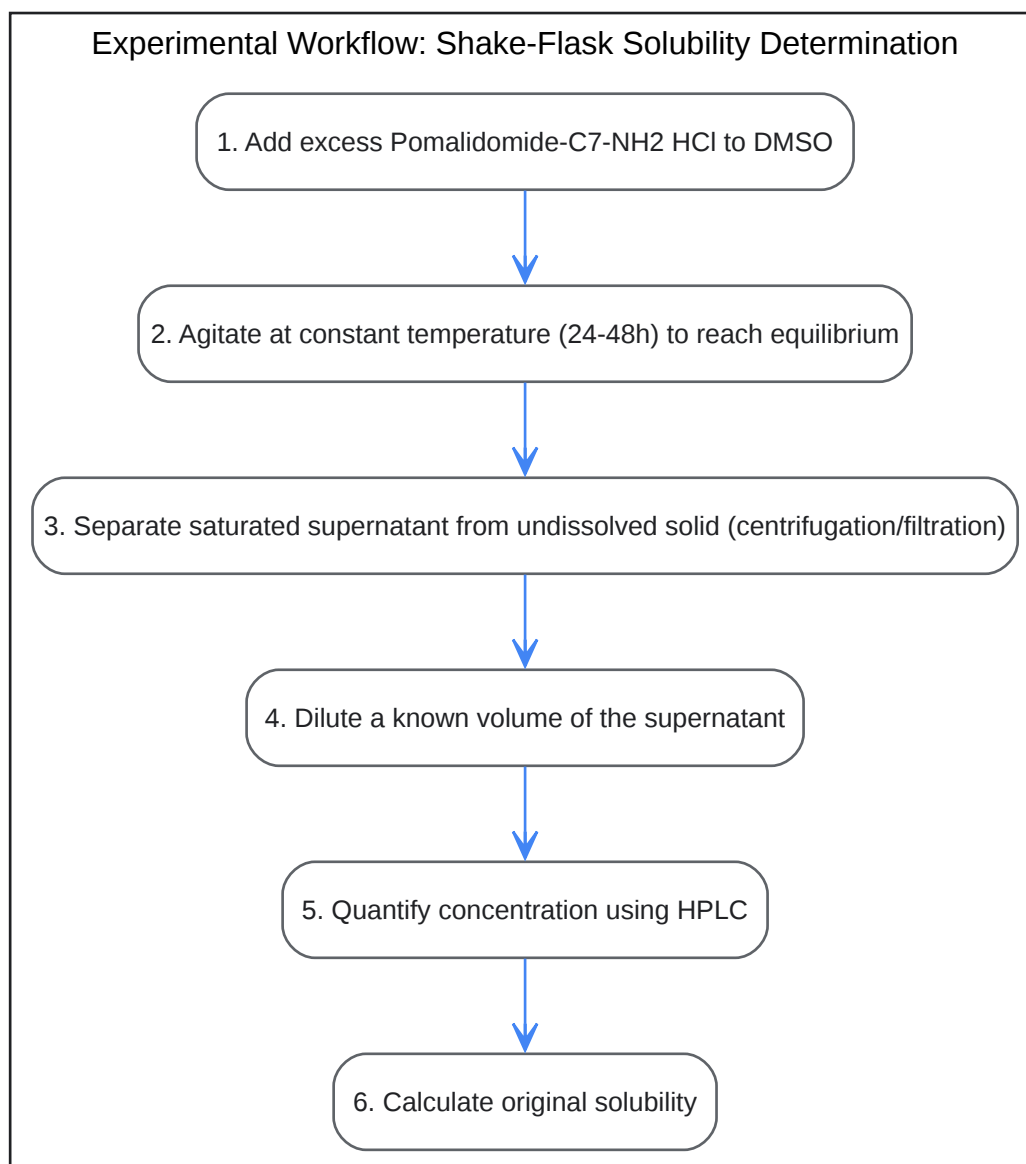 Experimental Workflow: Shake-Flask Solubility Determination
1. Add excess Pomalidomide-C7-NH2 HCl to DMSO
2. Agitate at constant temperature (24-48h) to reach equilibrium
3. Separate saturated supernatant from undissolved solid (centrifugation/filtration)
4. Dilute a known volume of the supernatant
5. Quantify concentration using HPLC
6. Calculate original solubility